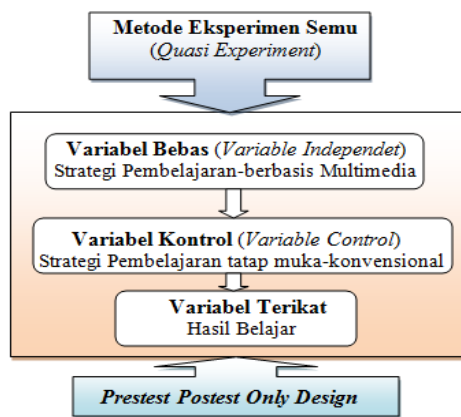 Metode Eksperimen Semu
(Quasi Experiment)
Variabel Bebas (Variable Independet)
Strategi Pembelajaran-berbasis Multimedia
Variabel Kontrol (Variable Control)
Strategi Pembelajaran tatap muka-konvensional
Variabel Terikat
Hasil Belajar
Prestest Postest Only Design